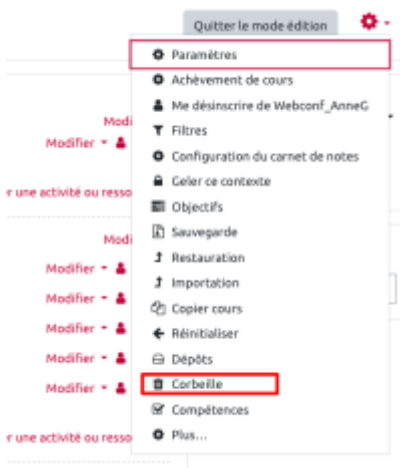 Quitter le mode édition
Paramètres
Achèvement de cours
Me désinscrire de Webconf_AnneG
Modi
Filtres
Modifier
Configuration du carnet de notes
Geler ce contexte
r une activité ou resso
Objectifs
Sauvegarde
Modi
Restauration
Modifier
Importation
Modifier
Copier cours
Modifier
Réinitialiser
Modifier
Dépôts
Modifier
Corbeille
Compétences
r une activité ou resso
Plus...